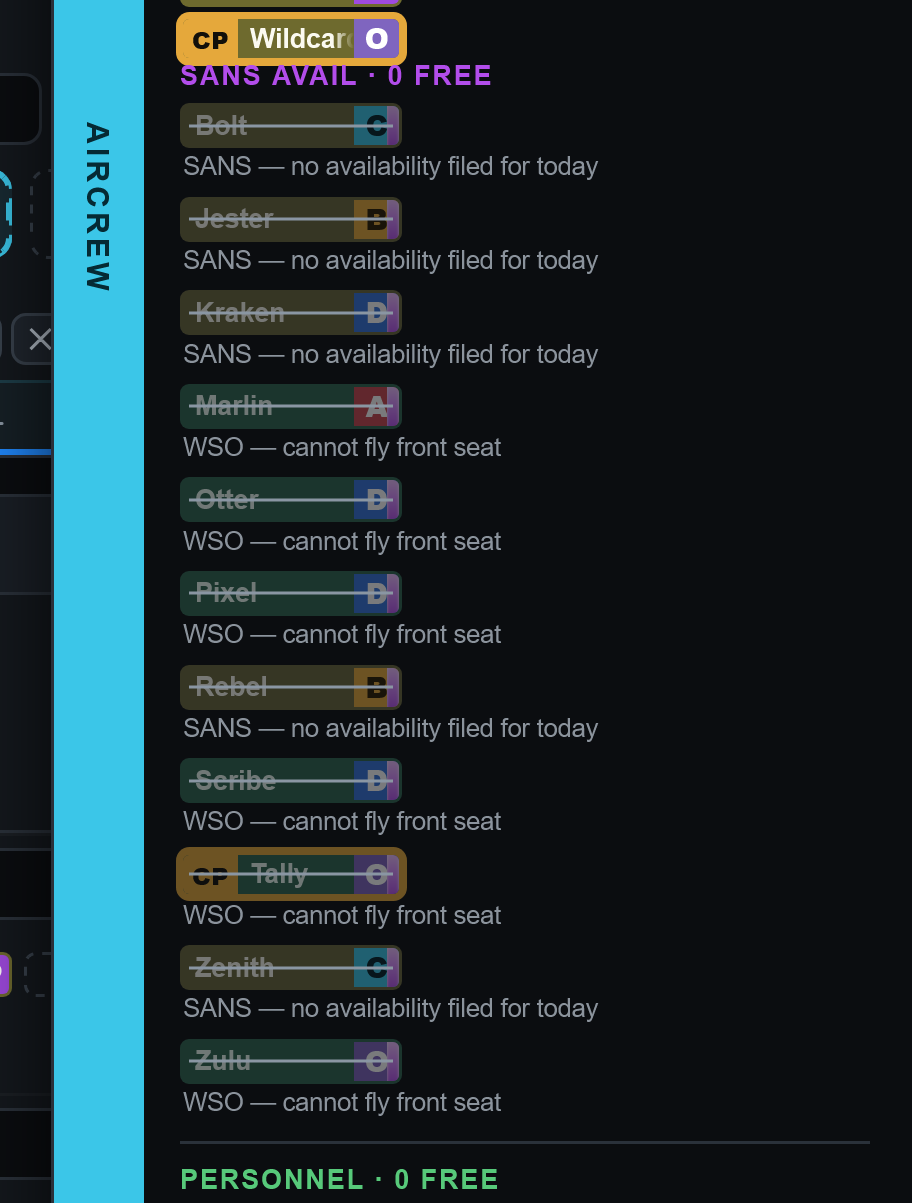 CP Wildcar O
SANS AVAIL · 0 FREE
AIRCREW
Bolt C
SANS — no availability filed for today
Jester B
SANS — no availability filed for today
Kraken D
SANS — no availability filed for today
Marlin A
WSO — cannot fly front seat
Otter D
WSO — cannot fly front seat
Pixel D
WSO — cannot fly front seat
Rebel B
SANS — no availability filed for today
Scribe D
WSO — cannot fly front seat
CP Tally O
WSO — cannot fly front seat
Zenith C
SANS — no availability filed for today
Zulu O
WSO — cannot fly front seat
PERSONNEL · 0 FREE